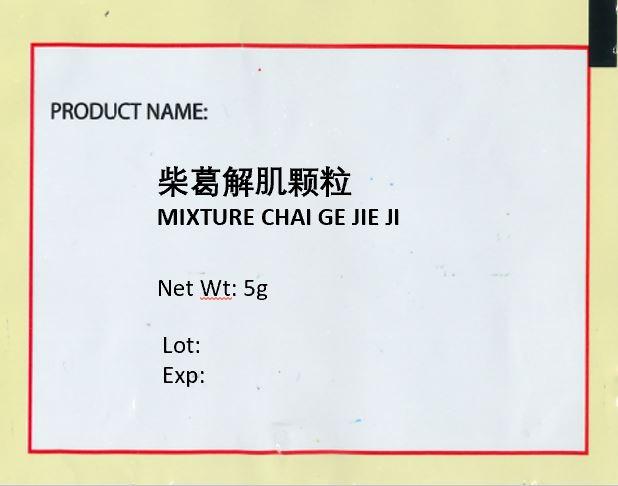 PRODUCT NAME:
柴葛解肌颗粒
MIXTURE CHAI GE JIE JI
Net Wt: 5g
Lot:
Exp: